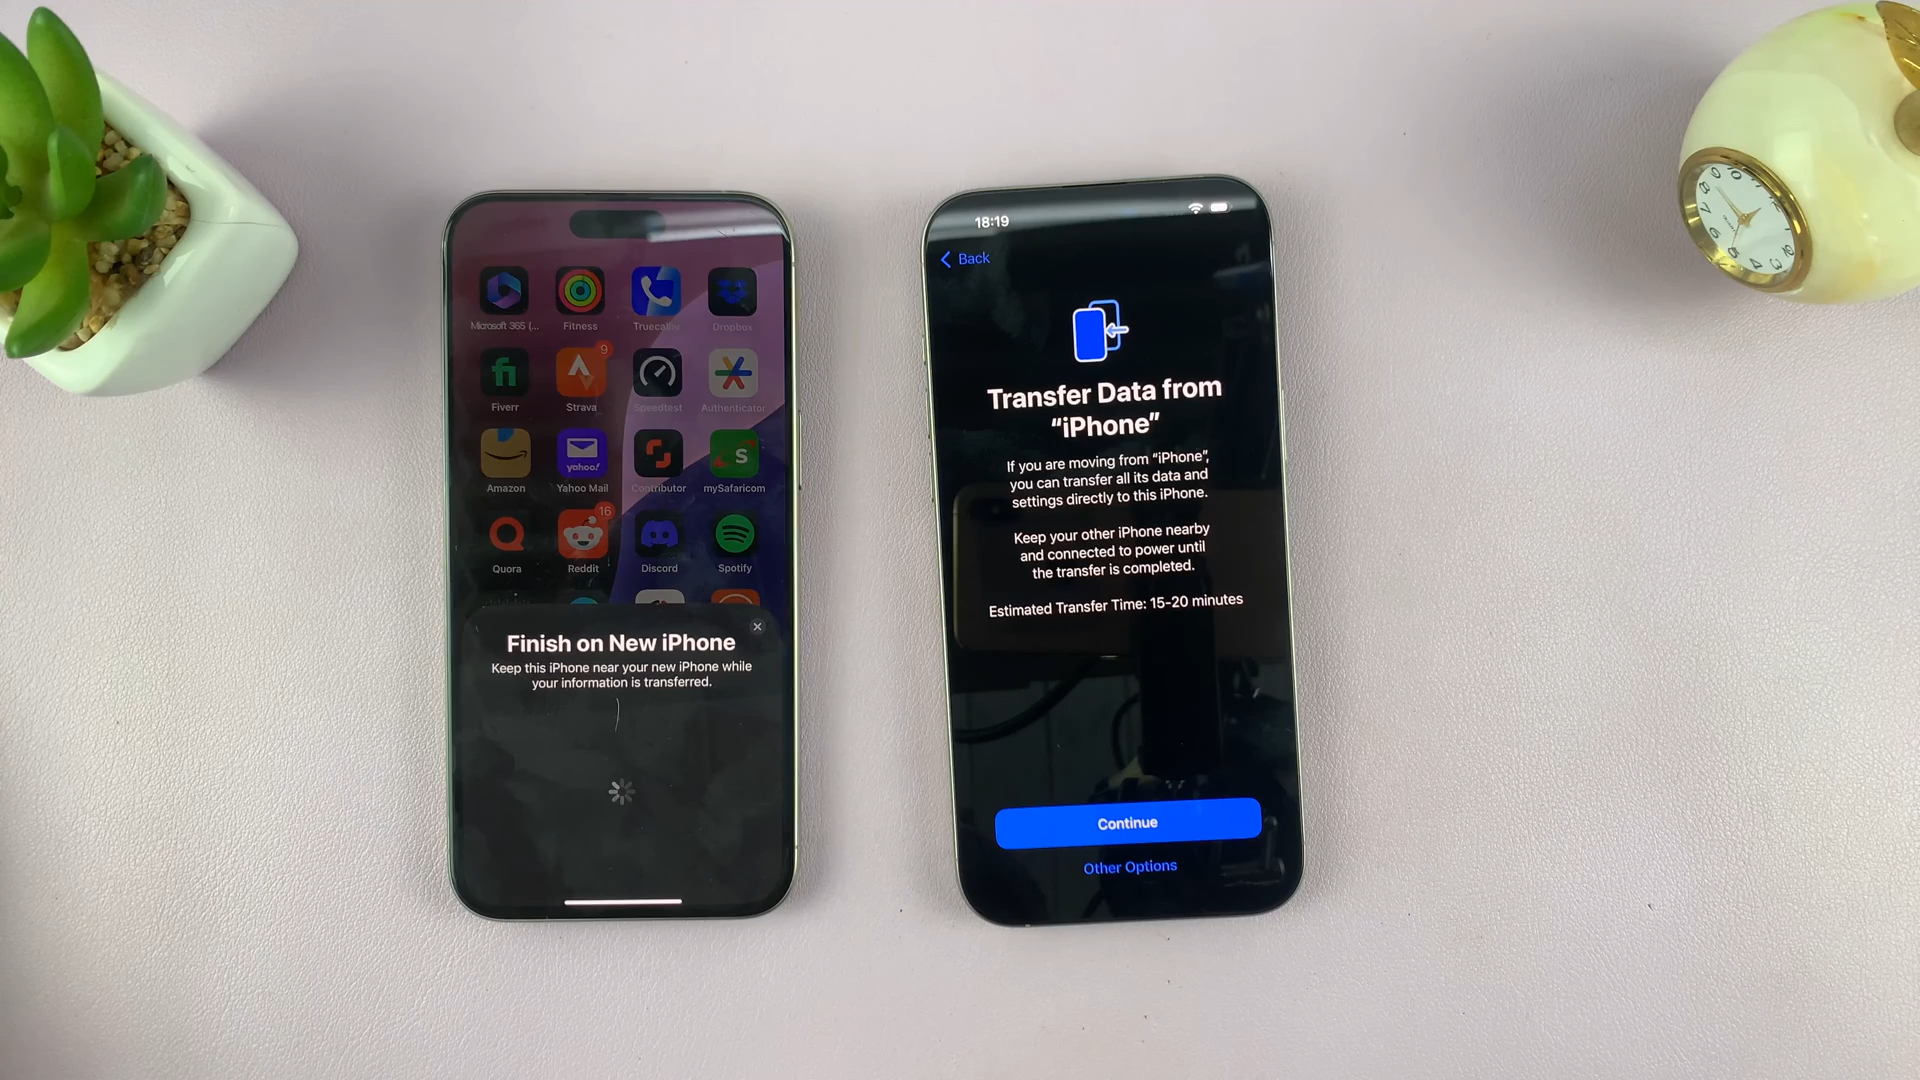 Microsoft 365 (...
Fitness
Truecaller
Dropbox
9
Fiverr
Strava
Speedtest
Authenticator
yahoo!
S
Amazon
Yahoo Mail
Contributor
mySafaricom
16
Quora
Reddit
Discord
Spotify
Finish on New iPhone
Keep this iPhone near your new iPhone while
your information is transferred.
18:19
Back
Transfer Data from
“iPhone”
If you are moving from “iPhone”,
you can transfer all its data and
settings directly to this iPhone.
Keep your other iPhone nearby
and connected to power until
the transfer is completed.
Estimated Transfer Time: 15-20 minutes
Continue
Other Options